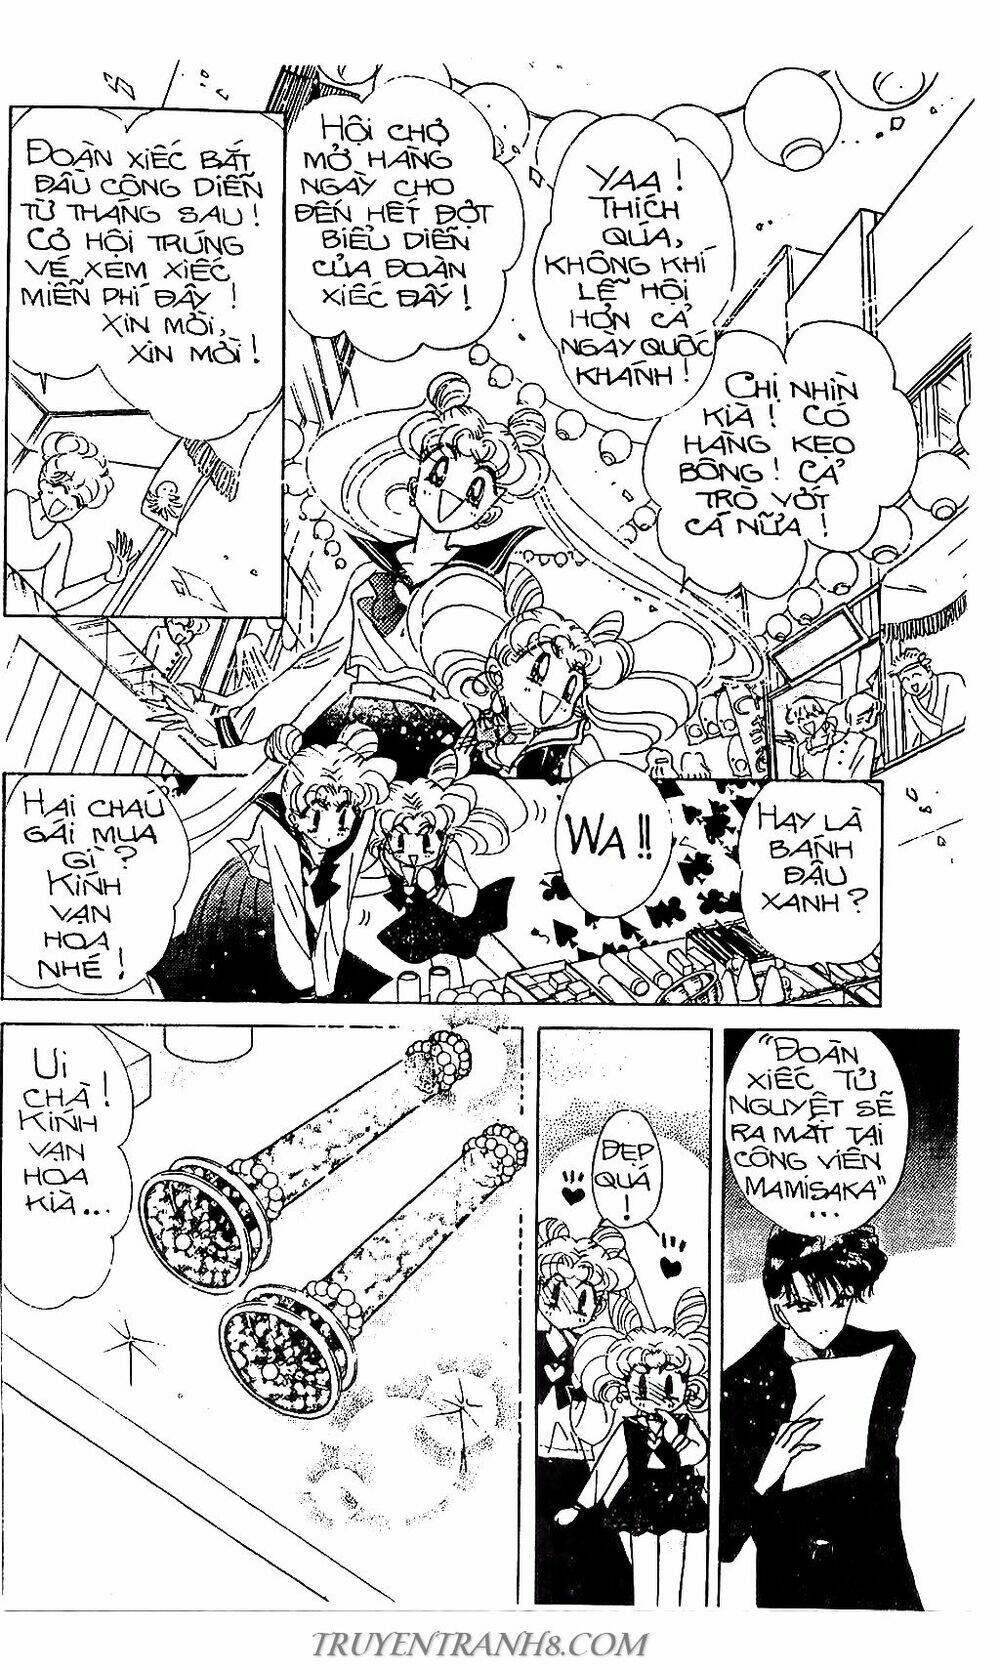 ĐOÀN XIẾC BẮT
ĐẦU CÔNG DIỄN
TỪ THÁNG SAU!
CƠ HỘI TRÚNG
VÉ XEM XIẾC
MIỄN PHÍ ĐÂY!
XIN MỜI,
XIN MỜI!
HỘI CHỢ
MỞ HÀNG
NGÀY CHO
ĐẾN HẾT ĐỢT
BIỂU DIỄN
CỦA ĐOÀN
XIẾC ĐẤY!
YAA!
THÍCH
QÚA,
KHÔNG KHÍ
LỄ HỘI
HƠN CẢ
NGÀY QUỐC
KHÁNH!
CHỊ NHÌN
KIÀ! CÓ
HÀNG KẸO
BÔNG! CẢ
TRÒ VỚT
CÁ NỮA!
HAI CHÁU
GÁI MUA
GÌ?
KÍNH
VẠN
HOA
NHÉ!
WA!!
HAY LÀ
BÁNH
ĐẬU
XANH?
UI
CHÀ!
KÍNH
VẠN
HOA
KIÀ...
ĐẸP
QUÁ
!
"ĐOÀN
XIẾC TỬ
NGUYỆT SẼ
RA MẮT TẠI
CÔNG VIÊN
MAMISAKA"
...
TRUYENTRANH8.COM